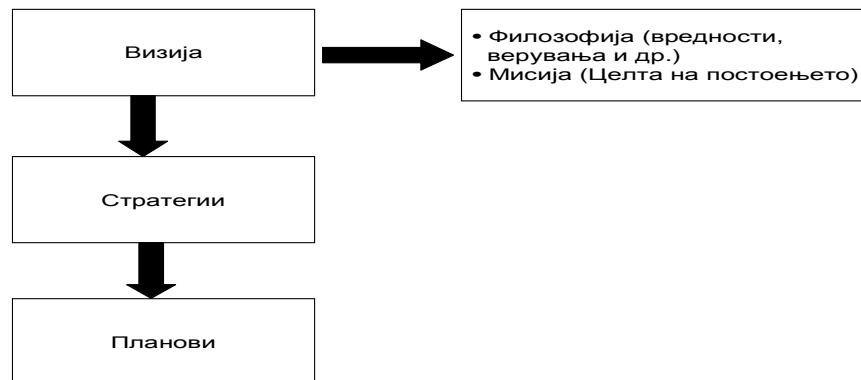 Визија
• Филозофија (вредности,
верувања и др.)
• Мисија (Целта на постоењето)
Стратегии
Планови